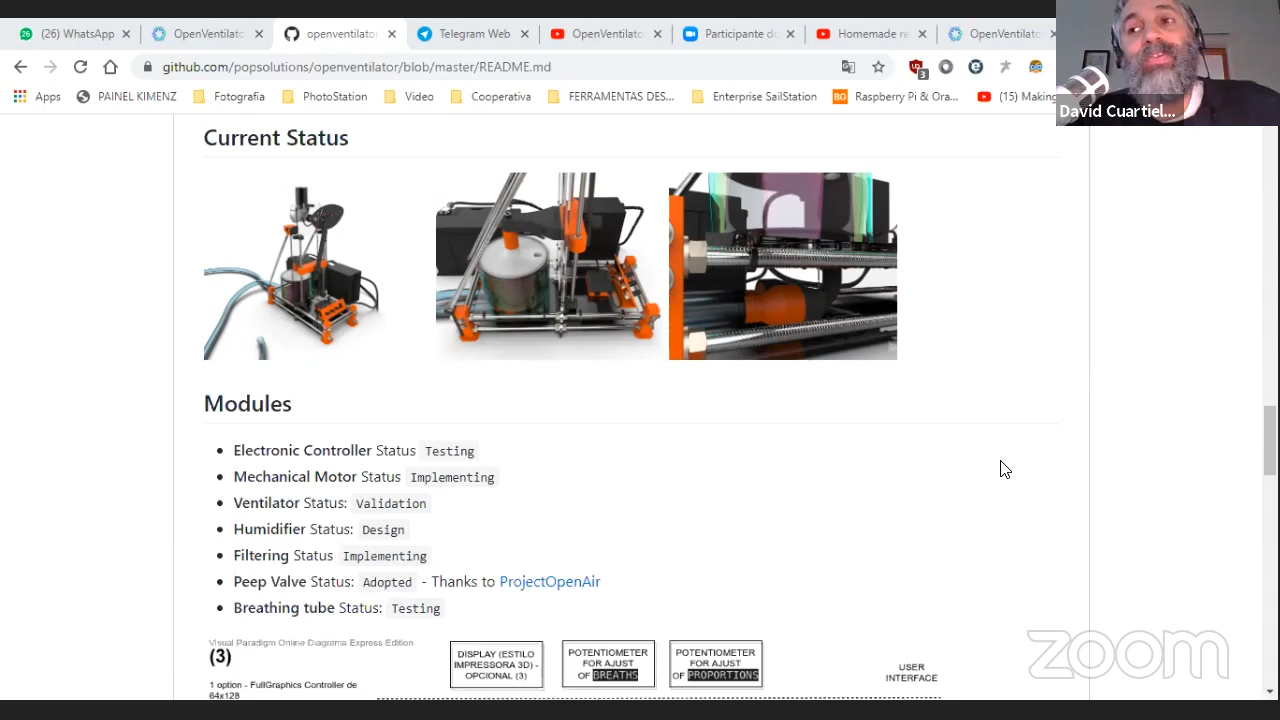 (26) WhatsApp
OpenVentilato
openventilato
Telegram Web
OpenVentilato
Participante do
Homemade re
OpenVentilato
github.com/popsolutions/openventilator/blob/master/README.md
3
Apps
PAINEL KIMENZ
Fotografia
PhotoStation
Video
Cooperativa
FERRAMENTAS DES...
Enterprise SailStation
Raspberry Pi & Ora...
(15) Making
David Cuartiel...
Current Status
Modules
Electronic Controller Status Testing
Mechanical Motor Status Implementing
Ventilator Status: Validation
Humidifier Status: Design
Filtering Status Implementing
Peep Valve Status: Adopted - Thanks to ProjectOpenAir
Breathing tube Status: Testing
Visual Paradigm Online Diagrams Express Edition
(3)
1 option - FullGraphics Controller de
64x128
DISPLAY (ESTILO
IMPRESSORA 3D) -
OPCIONAL (3)
POTENTIOMETER
FOR AJUST
OF BREATHS
POTENTIOMETER
FOR AJUST
OF PROPORTIONS
USER
INTERFACE
zoom